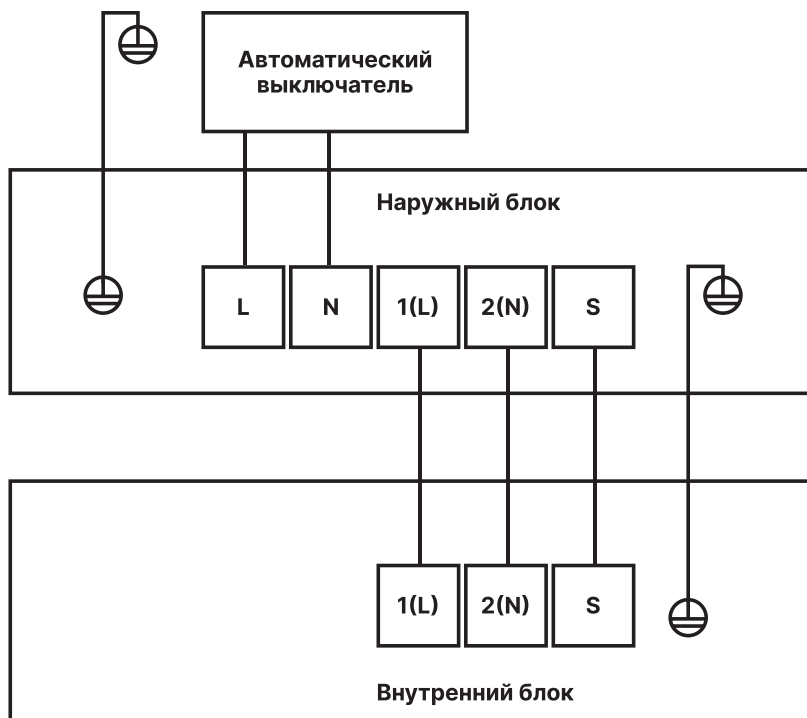 Автоматический
выключатель
Наружный блок
L N 1(L) 2(N) S
1(L) 2(N) S
Внутренний блок